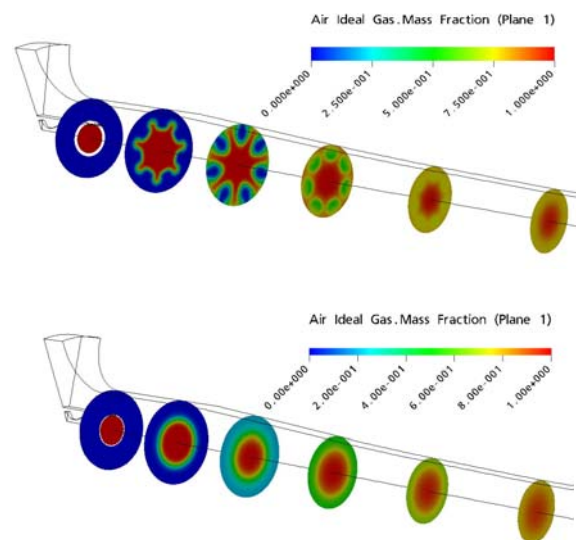 Air Ideal Gas.Mass Fraction (Plane 1)
0.000e+000
2.500e-001
5.000e-001
7.500e-001
1.000e+000
Air Ideal Gas.Mass Fraction (Plane 1)
0.00e+000
2.00e-001
4.00e-001
6.00e-001
8.00e-001
1.00e+000